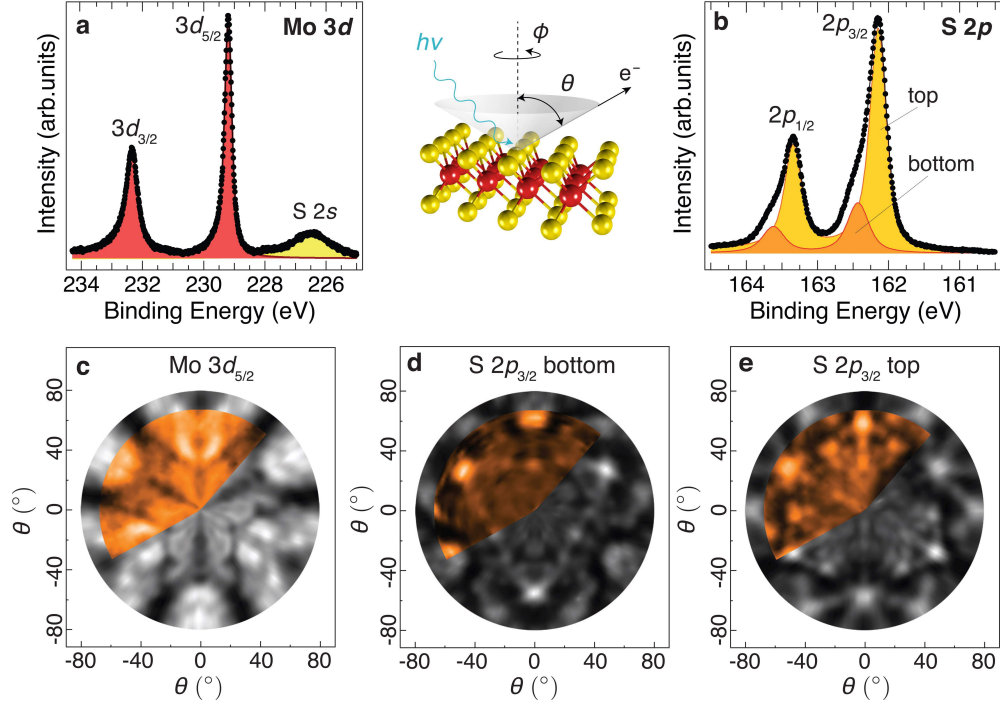 a
Mo 3d
3d5/2
3d3/2
S 2s
Intensity (arb.units)
234 232 230 228 226
Binding Energy (eV)
hν
ϕ
θ
e−
b
S 2p
2p3/2
2p1/2
top
bottom
Intensity (arb.units)
164 163 162 161
Binding Energy (eV)
c
Mo 3d5/2
80
40
0
-40
-80
θ (°)
-80 -40 0 40 80
θ (°)
d
S 2p3/2 bottom
80
40
0
-40
-80
θ (°)
-80 -40 0 40 80
θ (°)
e
S 2p3/2 top
80
40
0
-40
-80
θ (°)
-80 -40 0 40 80
θ (°)